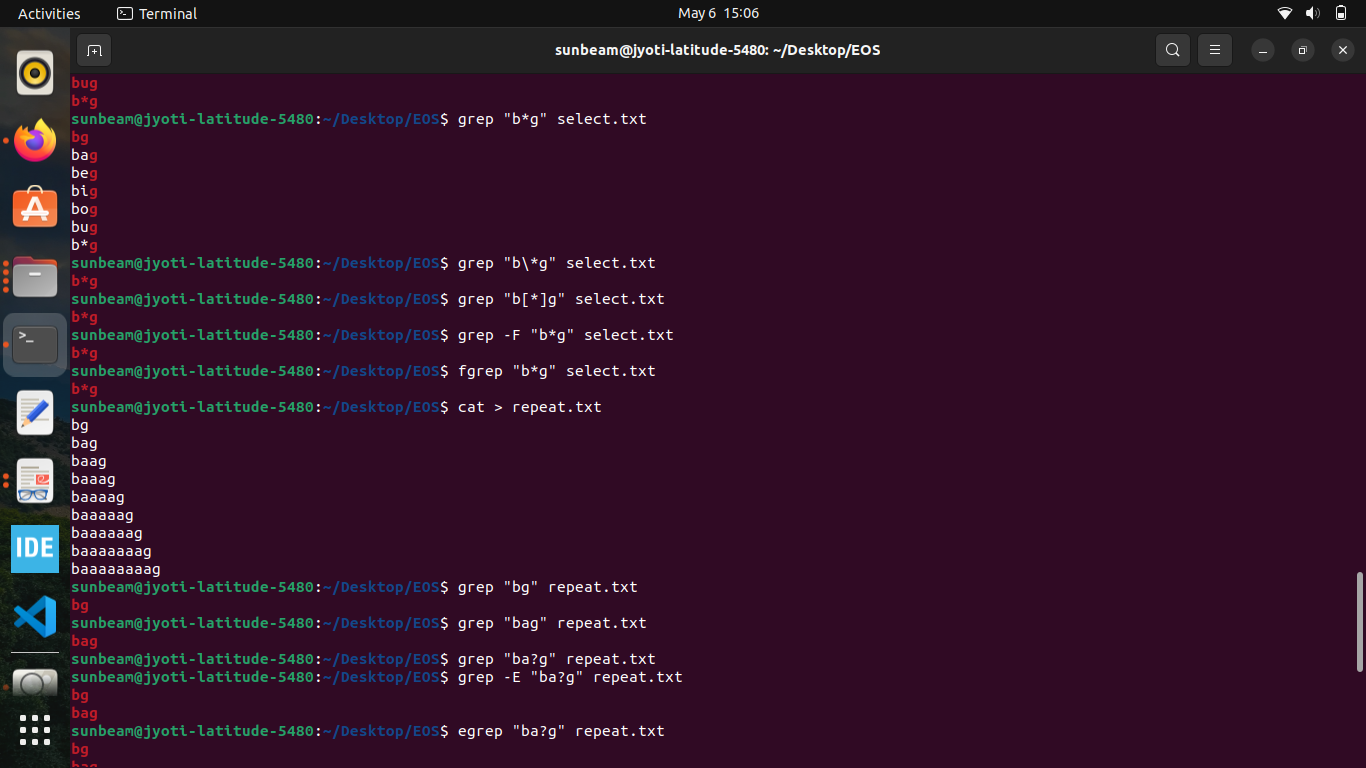 Activities
Terminal
May 6 15:06
sunbeam@jyoti-latitude-5480: ~/Desktop/EOS
bug
b*g
sunbeam@jyoti-latitude-5480:~/Desktop/EOS$ grep "b*g" select.txt
bg
bag
beg
big
bog
bug
b*g
sunbeam@jyoti-latitude-5480:~/Desktop/EOS$ grep "b\*g" select.txt
b*g
sunbeam@jyoti-latitude-5480:~/Desktop/EOS$ grep "b[*]g" select.txt
b*g
sunbeam@jyoti-latitude-5480:~/Desktop/EOS$ grep -F "b*g" select.txt
b*g
sunbeam@jyoti-latitude-5480:~/Desktop/EOS$ fgrep "b*g" select.txt
b*g
sunbeam@jyoti-latitude-5480:~/Desktop/EOS$ cat > repeat.txt
bg
bag
baag
baaag
baaaag
baaaaag
baaaaaag
baaaaaaag
baaaaaaaag
sunbeam@jyoti-latitude-5480:~/Desktop/EOS$ grep "bg" repeat.txt
bg
sunbeam@jyoti-latitude-5480:~/Desktop/EOS$ grep "bag" repeat.txt
bag
sunbeam@jyoti-latitude-5480:~/Desktop/EOS$ grep "ba?g" repeat.txt
sunbeam@jyoti-latitude-5480:~/Desktop/EOS$ grep -E "ba?g" repeat.txt
bg
bag
sunbeam@jyoti-latitude-5480:~/Desktop/EOS$ egrep "ba?g" repeat.txt
bg
bag
IDE